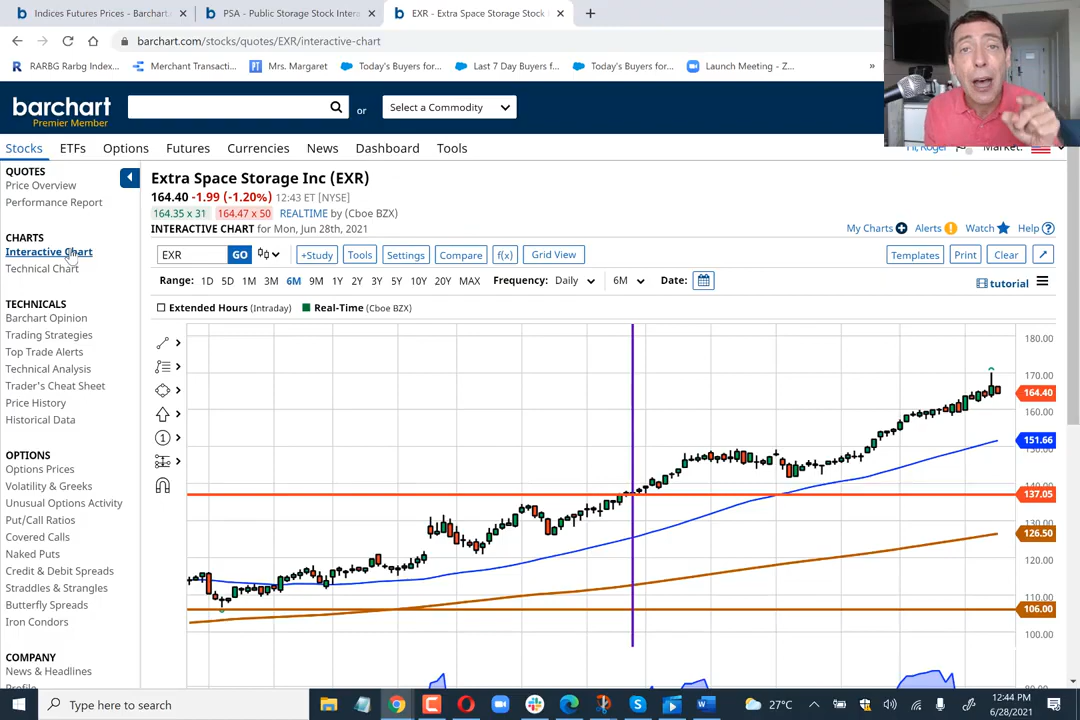 Indices Futures Prices - Barchart.
PSA - Public Storage Stock Intera
EXR - Extra Space Storage Stock
barchart.com/stocks/quotes/EXR/interactive-chart
RARBG Rarbg Index...
Merchant Transacti...
Mrs. Margaret
Today's Buyers for...
Last 7 Day Buyers f...
Today's Buyers for...
Launch Meeting - Z...
»
barchart
Premier Member
or
Select a Commodity
Stocks ETFs Options Futures Currencies News Dashboard Tools
Hi, Roger
Market:
QUOTES
Price Overview
Performance Report
CHARTS
Interactive Chart
Technical Chart
TECHNICALS
Barchart Opinion
Trading Strategies
Top Trade Alerts
Technical Analysis
Trader's Cheat Sheet
Price History
Historical Data
OPTIONS
Options Prices
Volatility & Greeks
Unusual Options Activity
Put/Call Ratios
Covered Calls
Naked Puts
Credit & Debit Spreads
Straddles & Strangles
Butterfly Spreads
Iron Condors
COMPANY
News & Headlines
Profile
Extra Space Storage Inc (EXR)
164.40 -1.99 (-1.20%) 12:43 ET [NYSE]
164.35 x 31 164.47 x 50 REALTIME by (Cboe BZX)
INTERACTIVE CHART for Mon, Jun 28th, 2021
My Charts Alerts Watch Help
EXR GO +Study Tools Settings Compare f(x) Grid View Templates Print Clear
Range: 1D 5D 1M 3M 6M 9M 1Y 2Y 3Y 5Y 10Y 20Y MAX Frequency: Daily 6M Date:
tutorial
Extended Hours (Intraday) Real-Time (Cboe BZX)
180.00
170.00
164.40
160.00
151.66
150.00
140.00
137.05
130.00
126.50
120.00
110.00
106.00
100.00
Type here to search
27°C
12:44 PM
6/28/2021